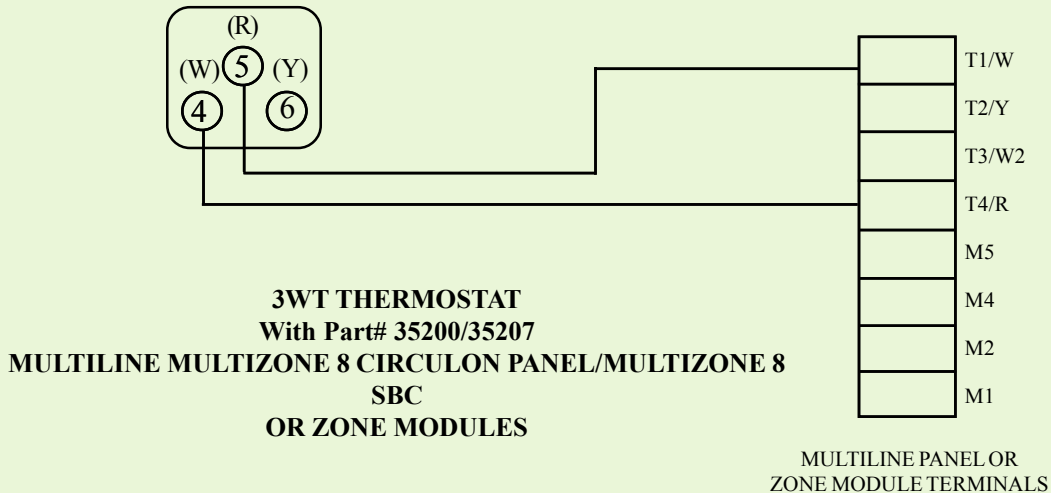 (R)
(W) 5 (Y)
4 6
T1/W
T2/Y
T3/W2
T4/R
M5
M4
M2
M1
3WT THERMOSTAT
With Part# 35200/35207
MULTILINE MULTIZONE 8 CIRCULON PANEL/MULTIZONE 8
SBC
OR ZONE MODULES
MULTILINE PANEL OR
ZONE MODULE TERMINALS